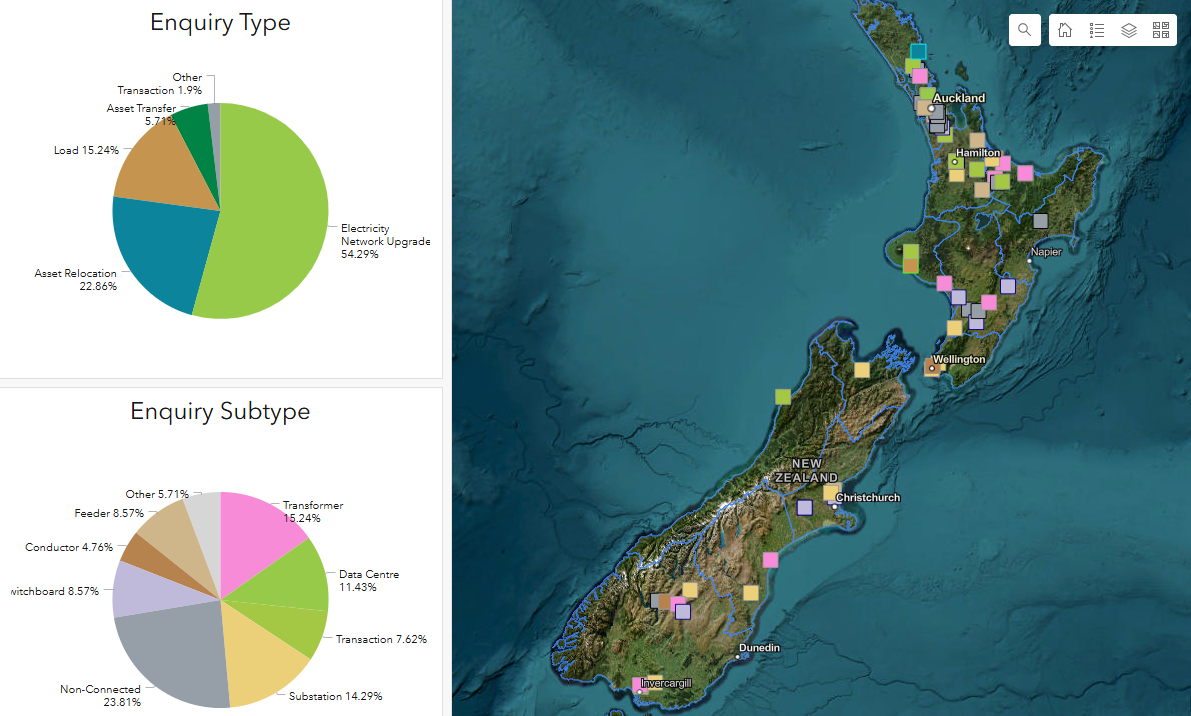 Enquiry Type
Other
Transaction 1.9%
Asset Transfer
5.71%
Load 15.24%
Electricity
Network Upgrade
54.29%
Asset Relocation
22.86%
Enquiry Subtype
Other 5.71%
Transformer
15.24%
Feeder 8.57%
Conductor 4.76%
Data Centre
11.43%
witchboard 8.57%
Transaction 7.62%
Non-Connected
23.81%
Substation 14.29%
Auckland
Hamilton
Napier
Wellington
NEW
ZEALAND
Christchurch
Dunedin
Invercargill